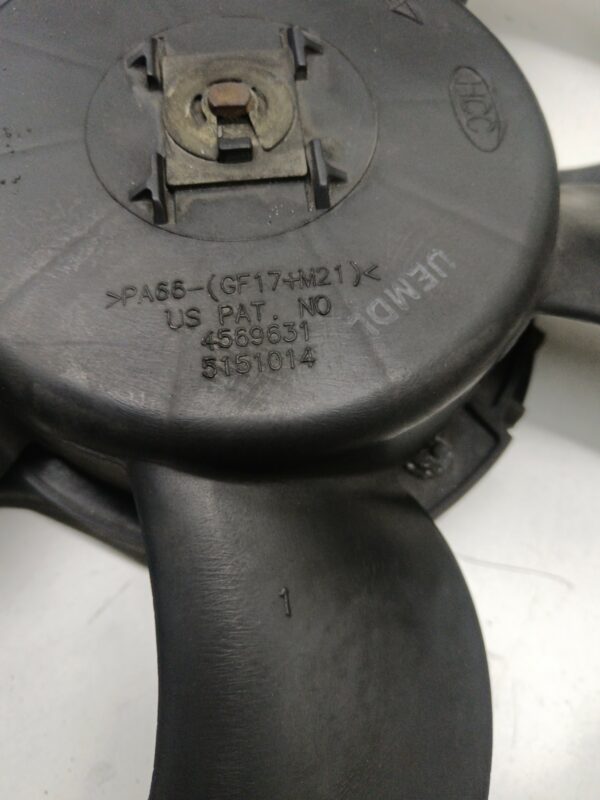 HCC
>PA66-(GF17+M21)<
UEMDL
US PAT. NO
4569631
5151014
1